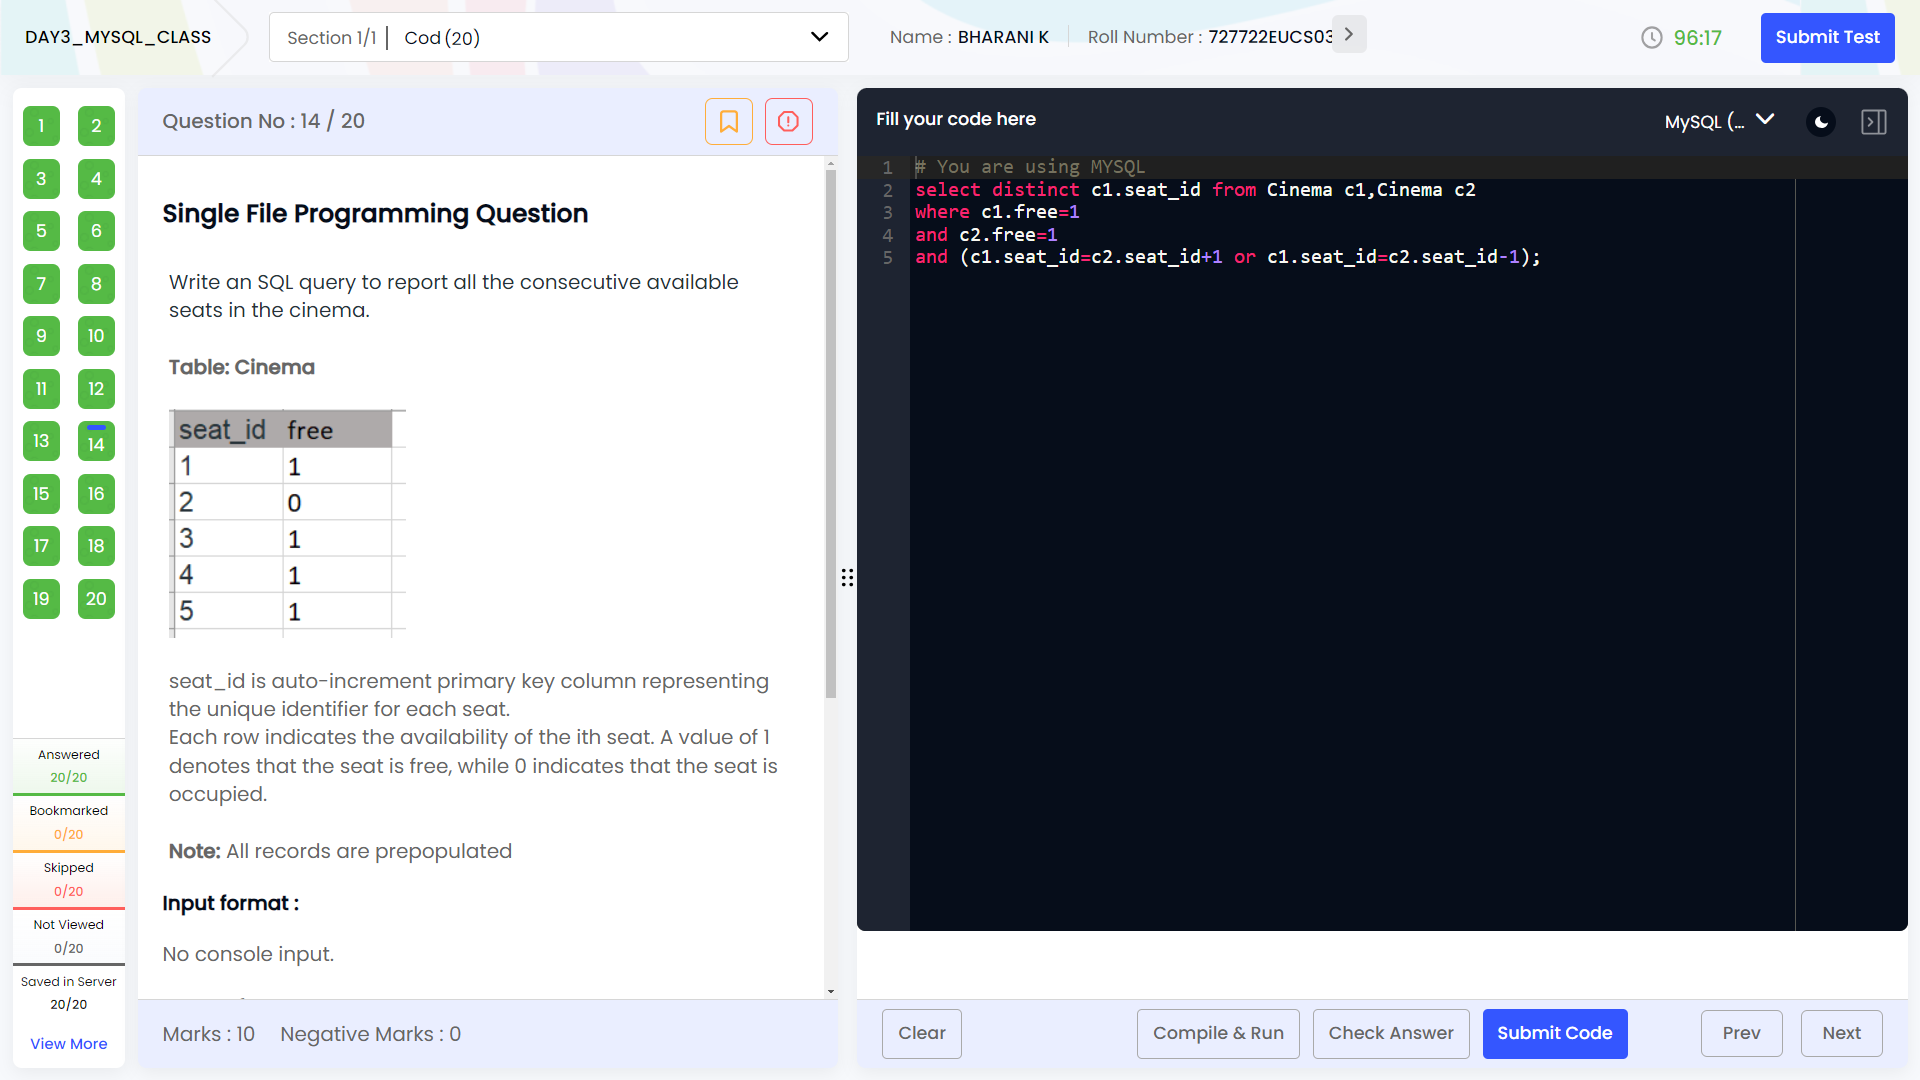 DAY3_MYSQL_CLASS
Section 1/1 | Cod (20)
Name : BHARANI K
Roll Number : 727722EUCS03
96:17
Submit Test
1 2
3 4
5 6
7 8
9 10
11 12
13 14
15 16
17 18
19 20
Answered
20/20
Bookmarked
0/20
Skipped
0/20
Not Viewed
0/20
Saved in Server
20/20
View More
Question No : 14 / 20
Single File Programming Question
Write an SQL query to report all the consecutive available
seats in the cinema.
Table: Cinema
seat_id free
1 1
2 0
3 1
4 1
5 1
seat_id is auto-increment primary key column representing
the unique identifier for each seat.
Each row indicates the availability of the ith seat. A value of 1
denotes that the seat is free, while 0 indicates that the seat is
occupied.
Note: All records are prepopulated
Input format :
No console input.
Marks : 10 Negative Marks : 0
Fill your code here
MySQL (...
1 # You are using MYSQL
2 select distinct c1.seat_id from Cinema c1,Cinema c2
3 where c1.free=1
4 and c2.free=1
5 and (c1.seat_id=c2.seat_id+1 or c1.seat_id=c2.seat_id-1);
Clear
Compile & Run
Check Answer
Submit Code
Prev
Next